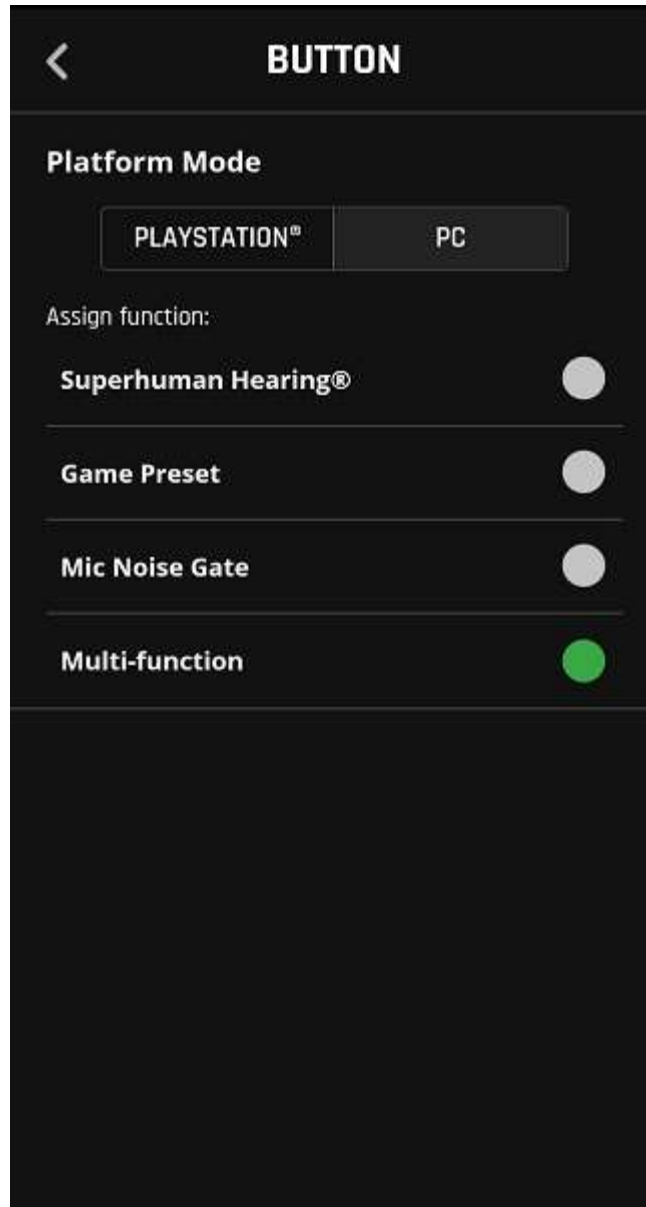 BUTTON
Platform Mode
PLAYSTATION® PC
Assign function:
Superhuman Hearing®
Game Preset
Mic Noise Gate
Multi-function